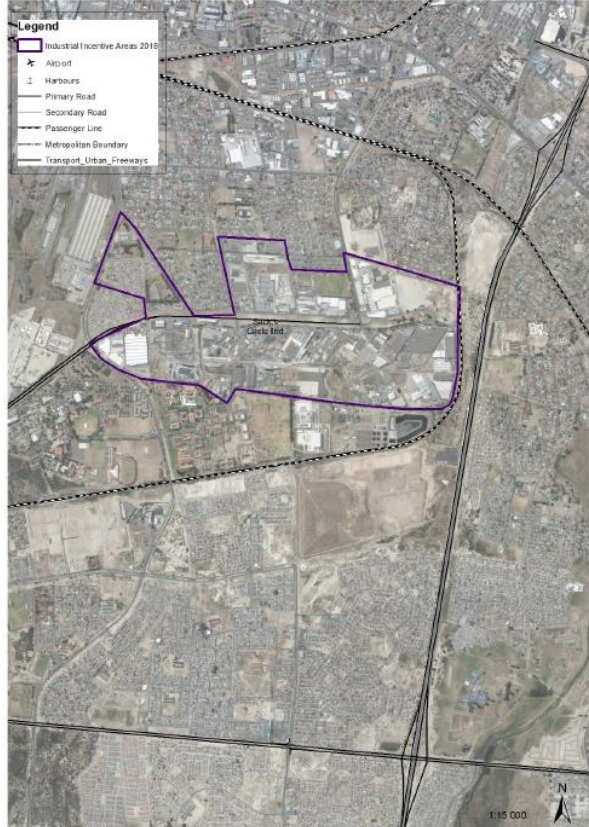 Legend
Industrial Incentive Areas 2018
Airport
Harbours
Primary Road
Secondary Road
Passenger Line
Metropolitan Boundary
Transport_Urban_Freeways
Circle Ind
N
1:15 000